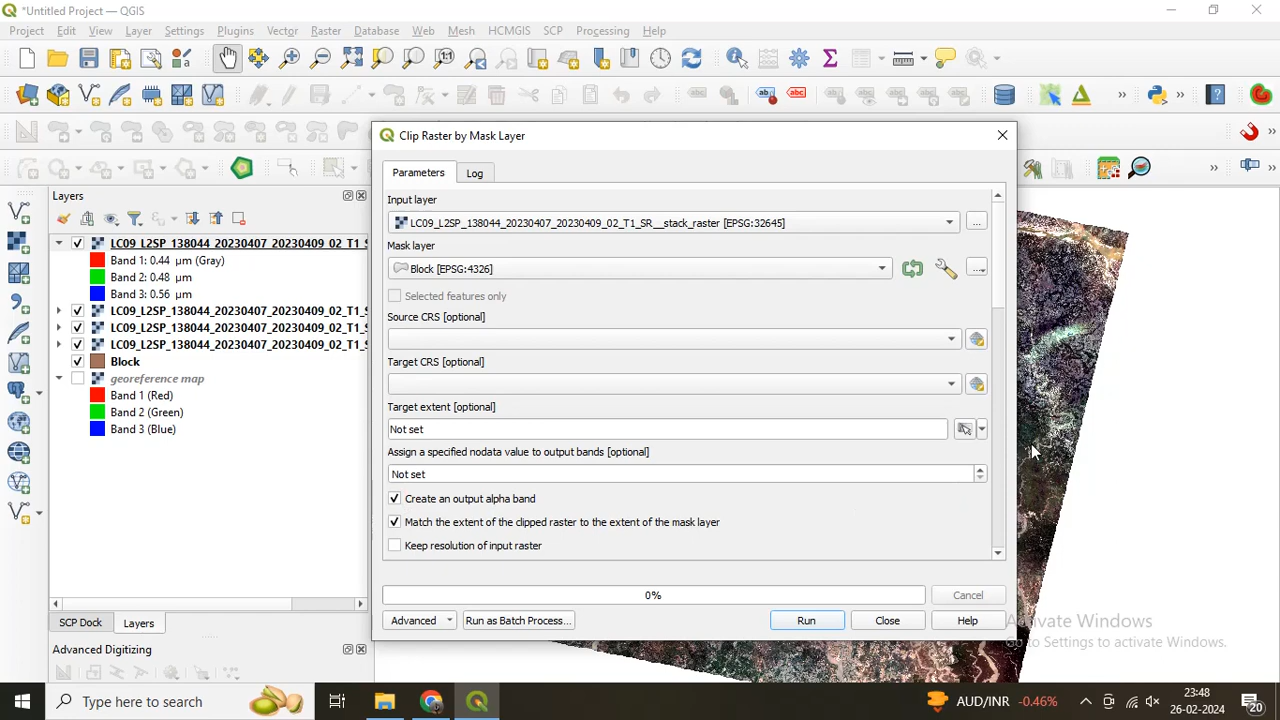 *Untitled Project — QGIS
Project Edit View Layer Settings Plugins Vector Raster Database Web Mesh HCMGIS SCP Processing Help
Layers
LC09_L2SP_138044_20230407_20230409_02_T1_S
Band 1: 0.44 µm (Gray)
Band 2: 0.48 µm
Band 3: 0.56 µm
LC09_L2SP_138044_20230407_20230409_02_T1_S
LC09_L2SP_138044_20230407_20230409_02_T1_S
LC09_L2SP_138044_20230407_20230409_02_T1_S
Block
georeference map
Band 1 (Red)
Band 2 (Green)
Band 3 (Blue)
SCP Dock Layers
Advanced Digitizing
Clip Raster by Mask Layer
Parameters Log
Input layer
LC09_L2SP_138044_20230407_20230409_02_T1_SR__stack_raster [EPSG:32645]
Mask layer
Block [EPSG:4326]
Selected features only
Source CRS [optional]
Target CRS [optional]
Target extent [optional]
Not set
Assign a specified nodata value to output bands [optional]
Not set
Create an output alpha band
Match the extent of the clipped raster to the extent of the mask layer
Keep resolution of input raster
0% Cancel
Advanced Run as Batch Process... Run Close Help
Activate Windows
Go to Settings to activate Windows.
Type here to search
AUD/INR -0.46%
23:48
26-02-2024
20